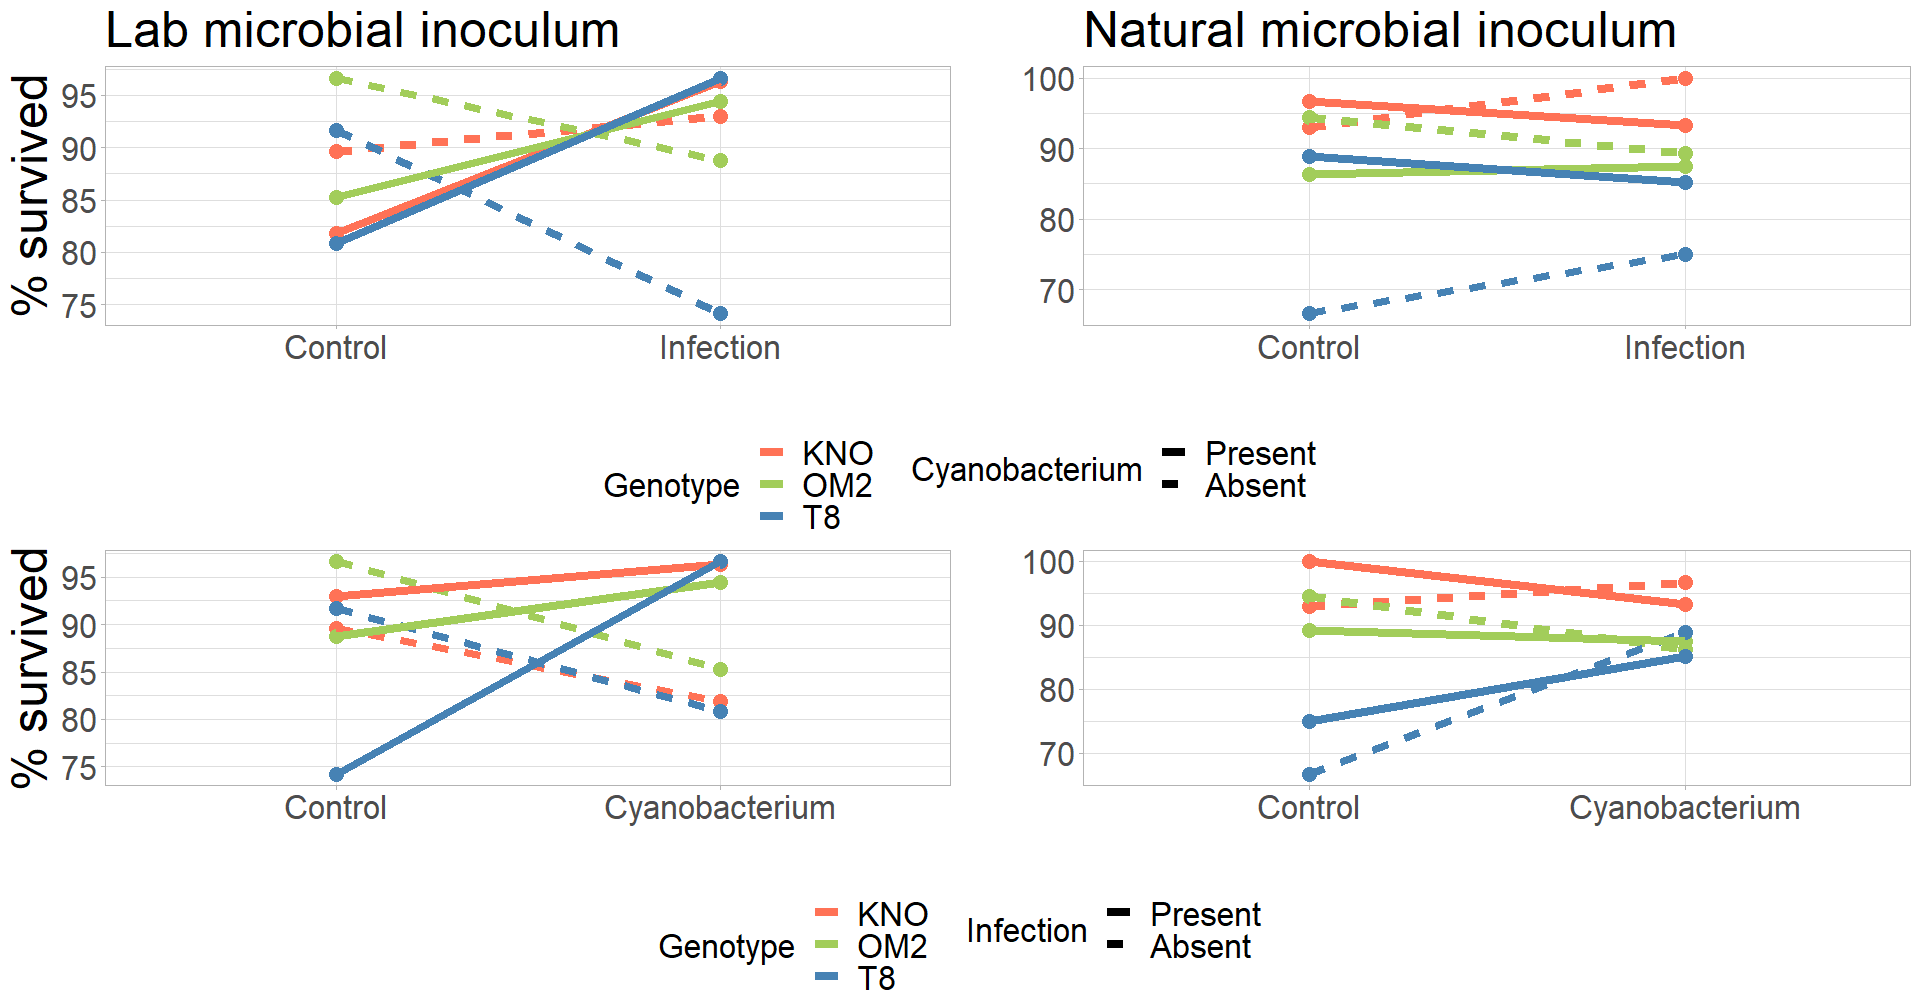 Lab microbial inoculum
Natural microbial inoculum
% survived
95
90
85
80
75
Control
Infection
100
90
80
70
Control
Infection
Genotype
KNO
OM2
T8
Cyanobacterium
Present
Absent
% survived
95
90
85
80
75
Control
Cyanobacterium
100
90
80
70
Control
Cyanobacterium
Genotype
KNO
OM2
T8
Infection
Present
Absent